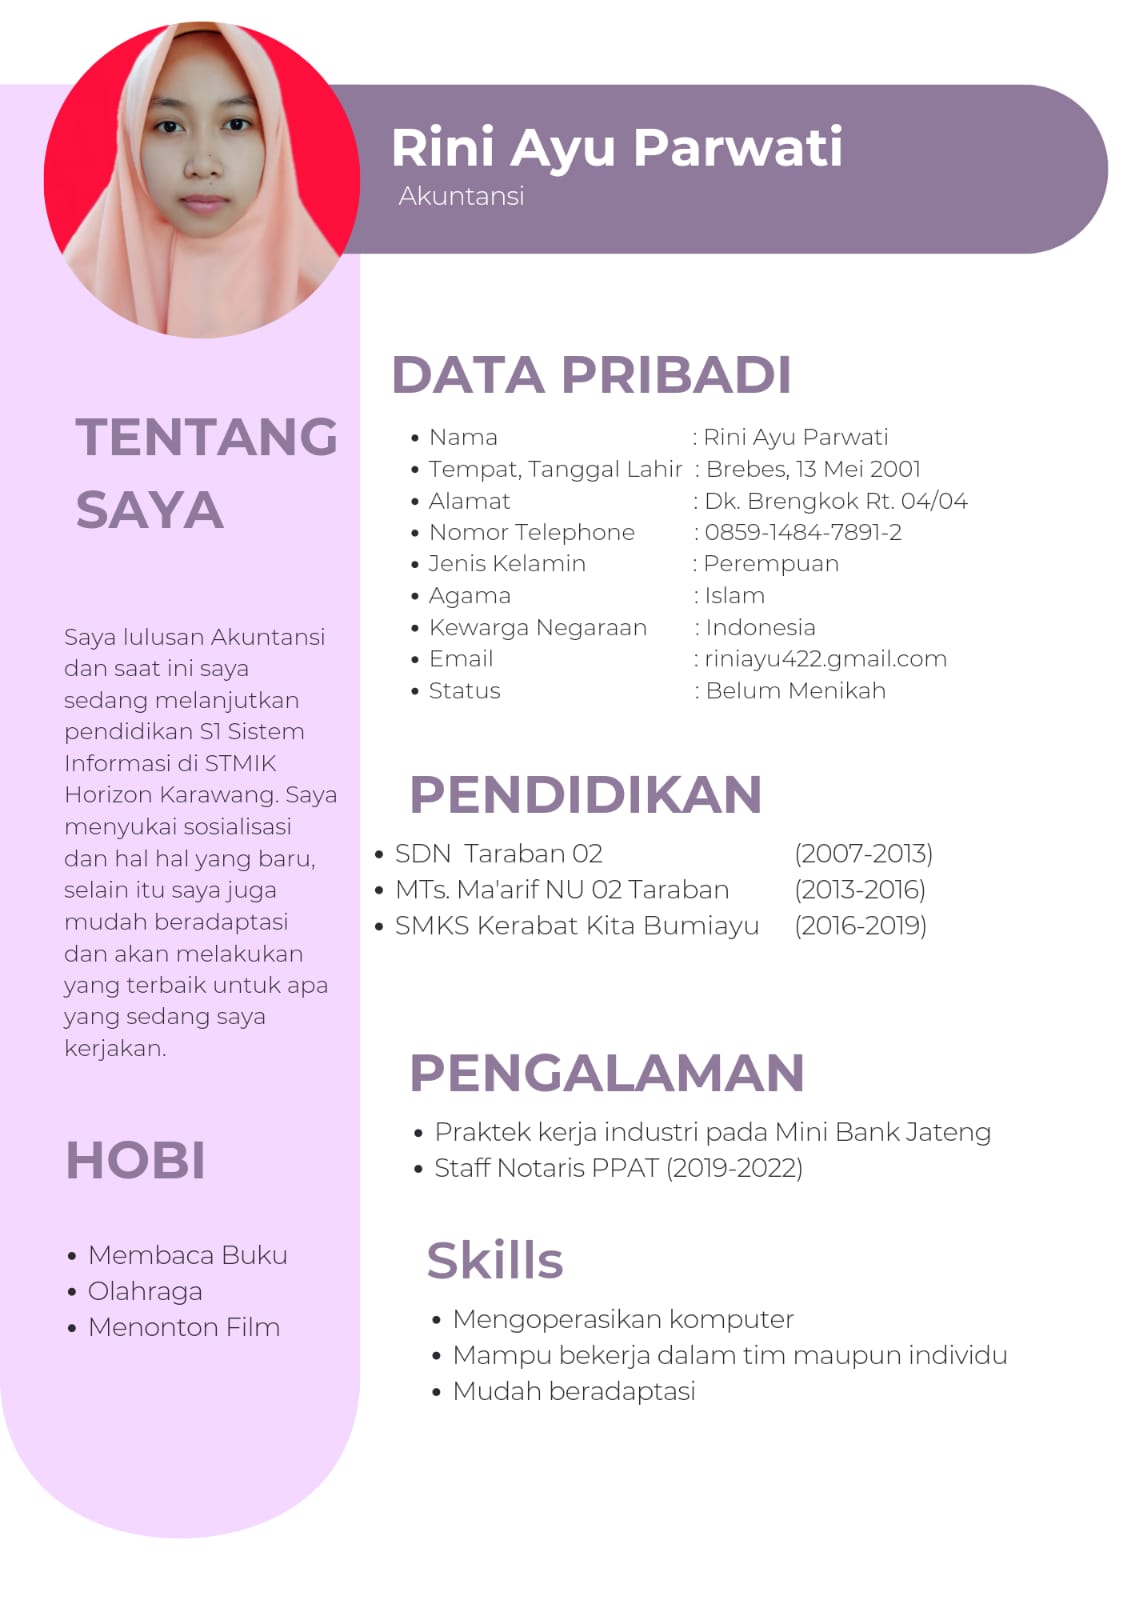 Rini Ayu Parwati
Akuntansi
TENTANG
SAYA
Saya lulusan Akuntansi
dan saat ini saya
sedang melanjutkan
pendidikan S1 Sistem
Informasi di STMIK
Horizon Karawang. Saya
menyukai sosialisasi
dan hal hal yang baru,
selain itu saya juga
mudah beradaptasi
dan akan melakukan
yang terbaik untuk apa
yang sedang saya
kerjakan.
HOBI
• Membaca Buku
• Olahraga
• Menonton Film
DATA PRIBADI
• Nama : Rini Ayu Parwati
• Tempat, Tanggal Lahir : Brebes, 13 Mei 2001
• Alamat : Dk. Brengkok Rt. 04/04
• Nomor Telephone : 0859-1484-7891-2
• Jenis Kelamin : Perempuan
• Agama : Islam
• Kewarga Negaraan : Indonesia
• Email : riniayu422.gmail.com
• Status : Belum Menikah
PENDIDIKAN
• SDN Taraban 02 (2007-2013)
• MTs. Ma'arif NU 02 Taraban (2013-2016)
• SMKS Kerabat Kita Bumiayu (2016-2019)
PENGALAMAN
• Praktek kerja industri pada Mini Bank Jateng
• Staff Notaris PPAT (2019-2022)
Skills
• Mengoperasikan komputer
• Mampu bekerja dalam tim maupun individu
• Mudah beradaptasi